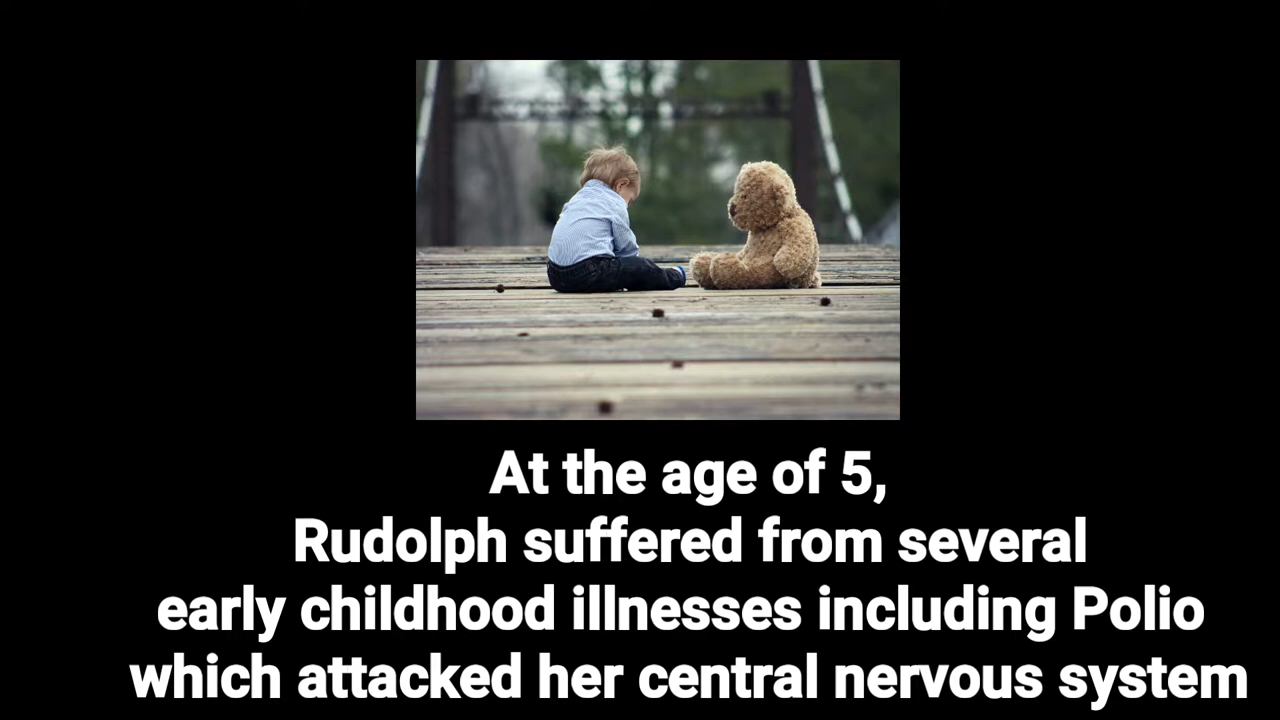 At the age of 5,
Rudolph suffered from several
early childhood illnesses including Polio
which attacked her central nervous system